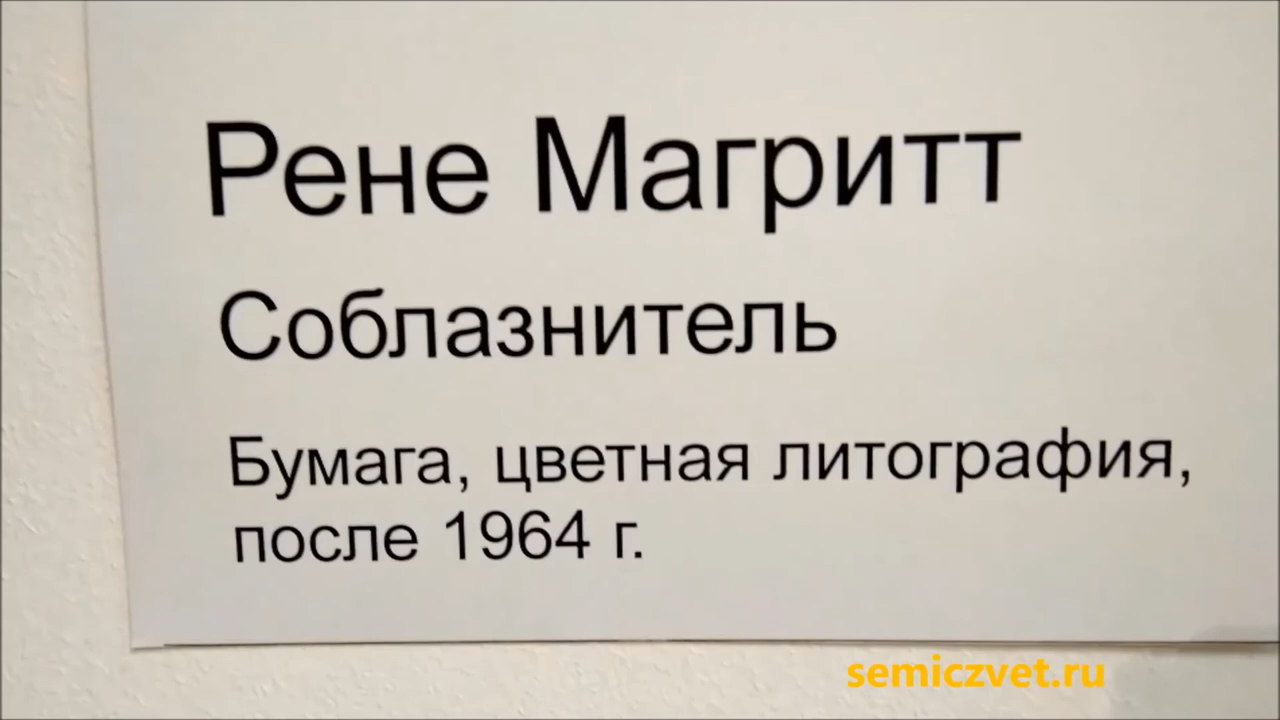 Рене Магритт
Соблазнитель
Бумага, цветная литография,
после 1964 г.
semiczvet.ru